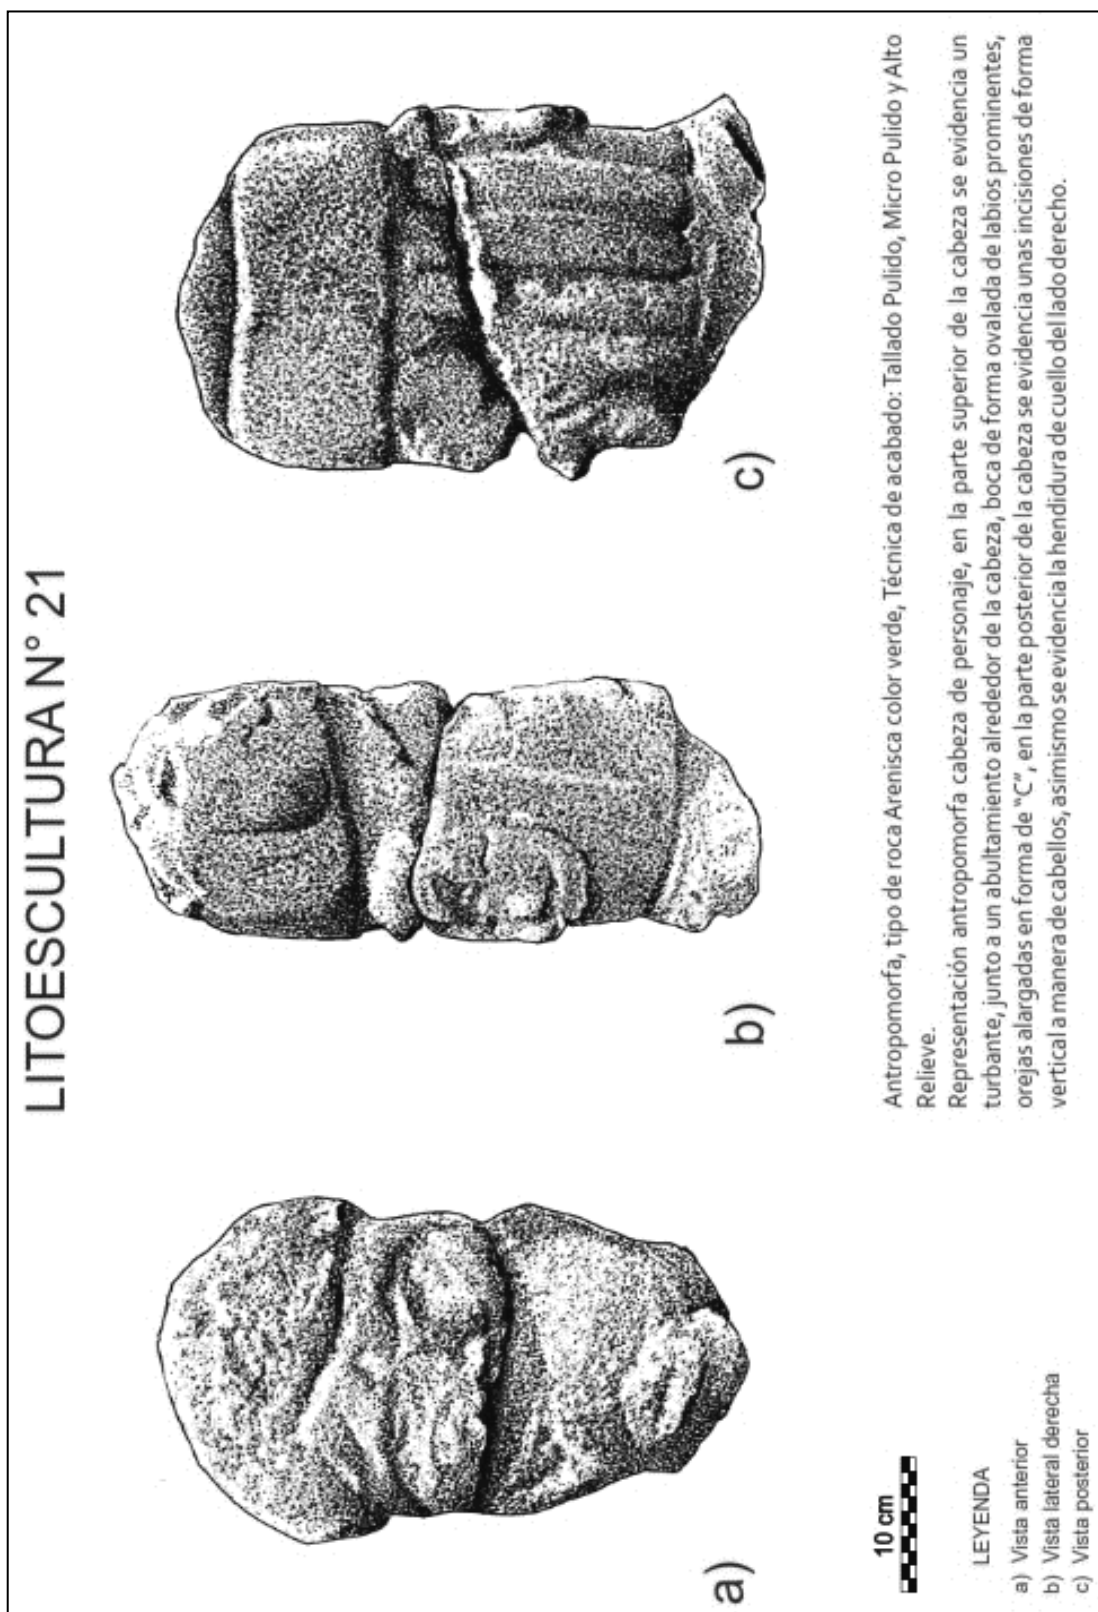 LITOESCULTURA N° 21
a)
b)
c)
10 cm
LEYENDA
a) Vista anterior
b) Vista lateral derecha
c) Vista posterior
Antropomorfa, tipo de roca Arenisca color verde, Técnica de acabado: Tallado Pulido, Micro Pulido y Alto
Relieve.
Representación antropomorfa cabeza de personaje, en la parte superior de la cabeza se evidencia un
turbante, junto a un abultamiento alrededor de la cabeza, boca de forma ovalada de labios prominentes,
orejas alargadas en forma de "C", en la parte posterior de la cabeza se evidencia unas incisiones de forma
vertical a manera de cabellos, asimismo se evidencia la hendidura de cuello del lado derecho.